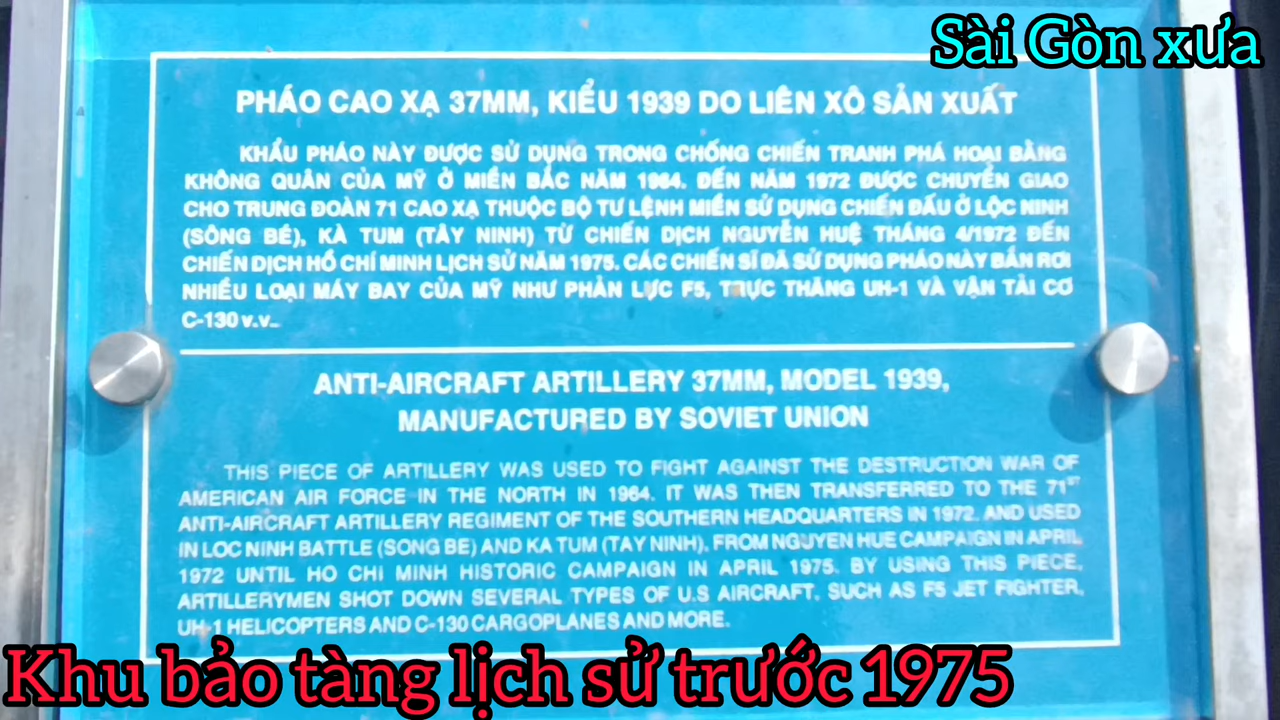 Sài Gòn xưa
PHÁO CAO XẠ 37MM, KIỂU 1939 DO LIÊN XÔ SẢN XUẤT
KHẨU PHÁO NÀY ĐƯỢC SỬ DỤNG TRONG CHỐNG CHIẾN TRANH PHÁ HOẠI BẰNG
KHÔNG QUÂN CỦA MỸ Ở MIỀN BẮC NĂM 1964. ĐẾN NĂM 1972 ĐƯỢC CHUYỂN GIAO
CHO TRUNG ĐOÀN 71 CAO XẠ THUỘC BỘ TƯ LỆNH MIỀN SỬ DỤNG CHIẾN ĐẤU Ở LỘC NINH
(SÔNG BÉ), KÀ TUM (TÂY NINH) TỪ CHIẾN DỊCH NGUYỄN HUỆ THÁNG 4/1972 ĐẾN
CHIẾN DỊCH HỒ CHÍ MINH LỊCH SỬ NĂM 1975. CÁC CHIẾN SĨ ĐÃ SỬ DỤNG PHÁO NÀY BẮN RƠI
NHIỀU LOẠI MÁY BAY CỦA MỸ NHƯ PHẢN LỰC F5, TRỰC THĂNG UH-1 VÀ VẬN TẢI CƠ
C-130 v.v..
ANTI-AIRCRAFT ARTILLERY 37MM, MODEL 1939,
MANUFACTURED BY SOVIET UNION
THIS PIECE OF ARTILLERY WAS USED TO FIGHT AGAINST THE DESTRUCTION WAR OF
AMERICAN AIR FORCE IN THE NORTH IN 1964. IT WAS THEN TRANSFERRED TO THE 71ST
ANTI-AIRCRAFT ARTILLERY REGIMENT OF THE SOUTHERN HEADQUARTERS IN 1972. AND USED
IN LOC NINH BATTLE (SONG BE) AND KA TUM (TAY NINH). FROM NGUYEN HUE CAMPAIGN IN APRIL
1972 UNTIL HO CHI MINH HISTORIC CAMPAIGN IN APRIL 1975. BY USING THIS PIECE,
ARTILLERYMEN SHOT DOWN SEVERAL TYPES OF U.S AIRCRAFT. SUCH AS F5 JET FIGHTER,
UH-1 HELICOPTERS AND C-130 CARGOPLANES AND MORE.
Khu bảo tàng lịch sử trước 1975